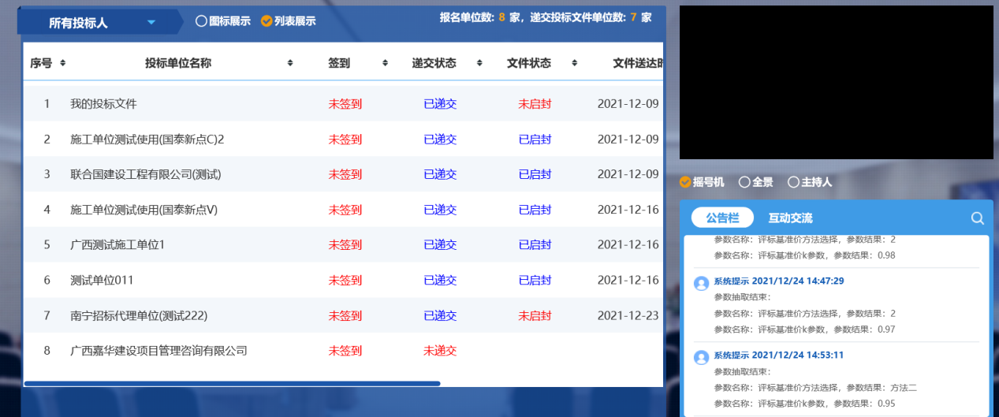 所有投标人 图标展示 列表展示 报名单位数: 8 家，递交投标文件单位数: 7 家
序号 投标单位名称 签到 递交状态 文件状态 文件送达时
1 我的投标文件 未签到 已递交 未启封 2021-12-09
2 施工单位测试使用(国泰新点C)2 未签到 已递交 已启封 2021-12-09
3 联合国建设工程有限公司(测试) 未签到 已递交 已启封 2021-12-09
4 施工单位测试使用(国泰新点V) 未签到 已递交 已启封 2021-12-16
5 广西测试施工单位1 未签到 已递交 已启封 2021-12-16
6 测试单位011 未签到 已递交 已启封 2021-12-16
7 南宁招标代理单位(测试222) 未签到 已递交 未启封 2021-12-23
8 广西嘉华建设项目管理咨询有限公司 未签到 未递交
摇号机 全景 主持人
公告栏 互动交流
参数名称：评标基准价方法选择，参数结果：2
参数名称：评标基准价k参数，参数结果：0.98
系统提示 2021/12/24 14:47:29
参数抽取结束：
参数名称：评标基准价方法选择，参数结果：2
参数名称：评标基准价k参数，参数结果：0.97
系统提示 2021/12/24 14:53:11
参数抽取结束：
参数名称：评标基准价方法选择，参数结果：方法二
参数名称：评标基准价k参数，参数结果：0.95